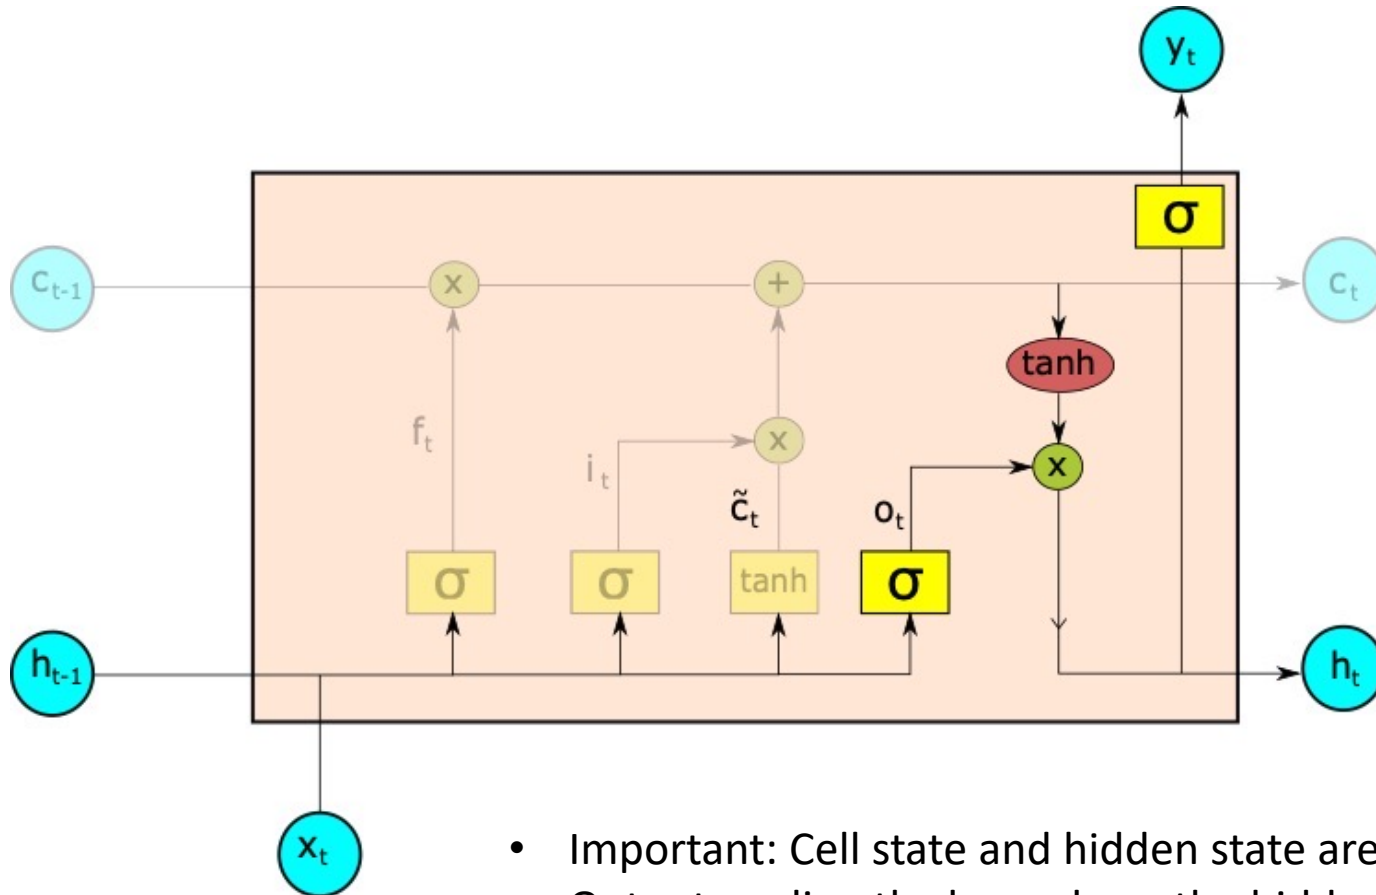 yₜ
σ
cₜ₋₁
x
+
cₜ
tanh
fₜ
iₜ
x
x
c̃ₜ
oₜ
σ
σ
tanh
σ
hₜ₋₁
hₜ
xₜ
• Important: Cell state and hidden state are